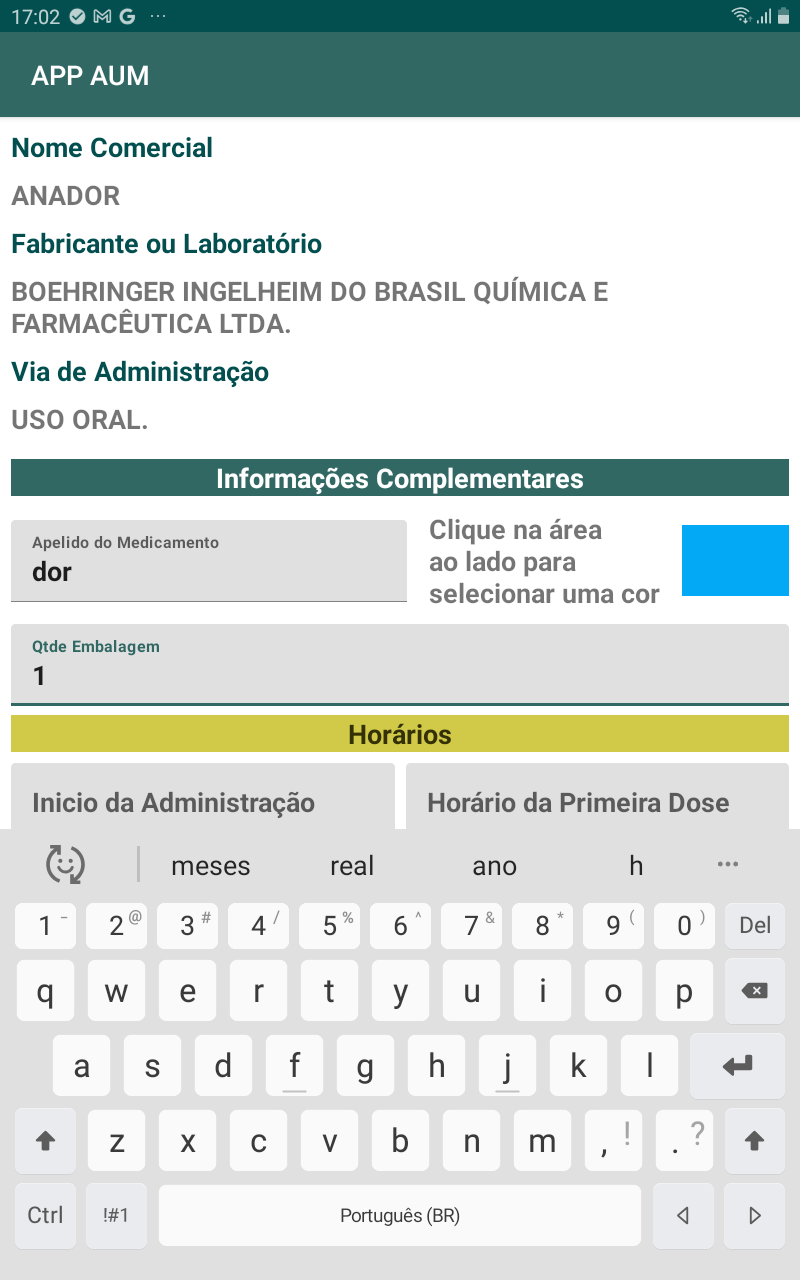 17:02
APP AUM
Nome Comercial
ANADOR
Fabricante ou Laboratório
BOEHRINGER INGELHEIM DO BRASIL QUÍMICA E
FARMACÊUTICA LTDA.
Via de Administração
USO ORAL.
Informações Complementares
Apelido do Medicamento
dor
Clique na área
ao lado para
selecionar uma cor
Qtde Embalagem
1
Horários
Inicio da Administração Horário da Primeira Dose
meses real ano h ...
1 - 2 @ 3 # 4 / 5 % 6 ^ 7 & 8 * 9 ( 0 ) Del
q w e r t y u i o p
a s d f g h j k l
z x c v b n m , ! . ?
Ctrl !#1 Português (BR)